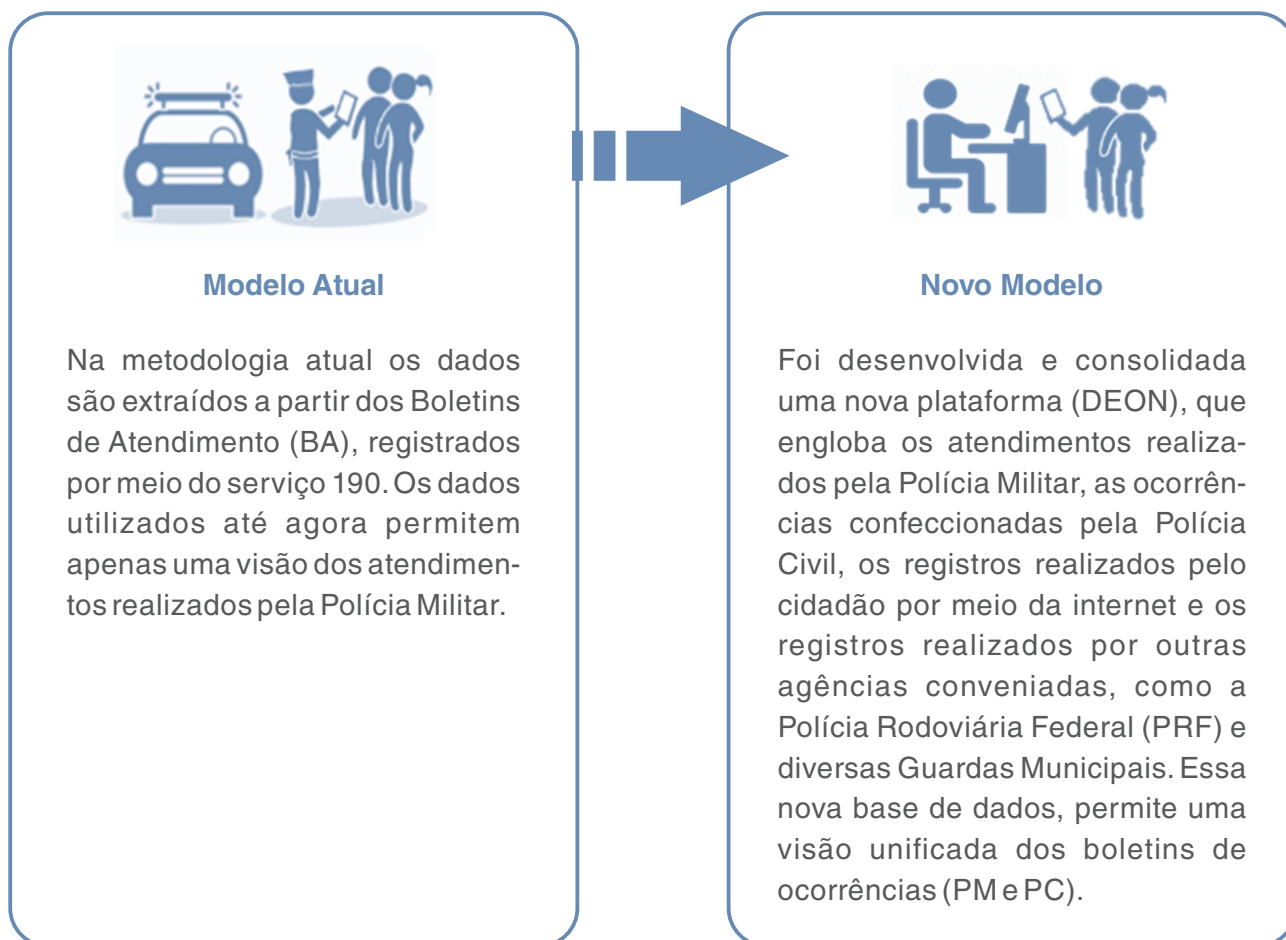 Modelo Atual
Na metodologia atual os dados
são extraídos a partir dos Boletins
de Atendimento (BA), registrados
por meio do serviço 190. Os dados
utilizados até agora permitem
apenas uma visão dos atendimen-
tos realizados pela Polícia Militar.
Novo Modelo
Foi desenvolvida e consolidada
uma nova plataforma (DEON), que
engloba os atendimentos realiza-
dos pela Polícia Militar, as ocorrên-
cias confeccionadas pela Polícia
Civil, os registros realizados pelo
cidadão por meio da internet e os
registros realizados por outras
agências conveniadas, como a
Polícia Rodoviária Federal (PRF) e
diversas Guardas Municipais. Essa
nova base de dados, permite uma
visão unificada dos boletins de
ocorrências (PM e PC).